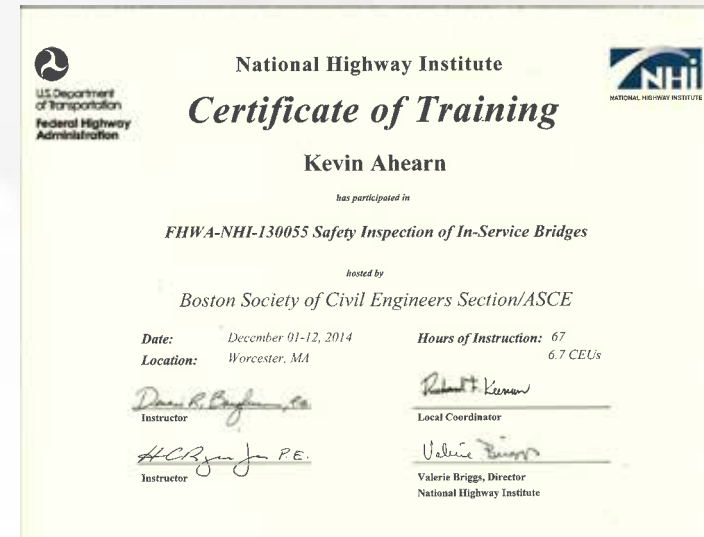 U.S. Department
of Transportation
Federal Highway
Administration
National Highway Institute
NHi
NATIONAL HIGHWAY INSTITUTE
Certificate of Training
Kevin Ahearn
has participated in
FHWA-NHI-130055 Safety Inspection of In-Service Bridges
hosted by
Boston Society of Civil Engineers Section/ASCE
Date: December 01-12, 2014
Location: Worcester, MA
Hours of Instruction: 67
6.7 CEUs
Instructor
P.E.
Instructor
Local Coordinator
Valerie Briggs
Valerie Briggs, Director
National Highway Institute